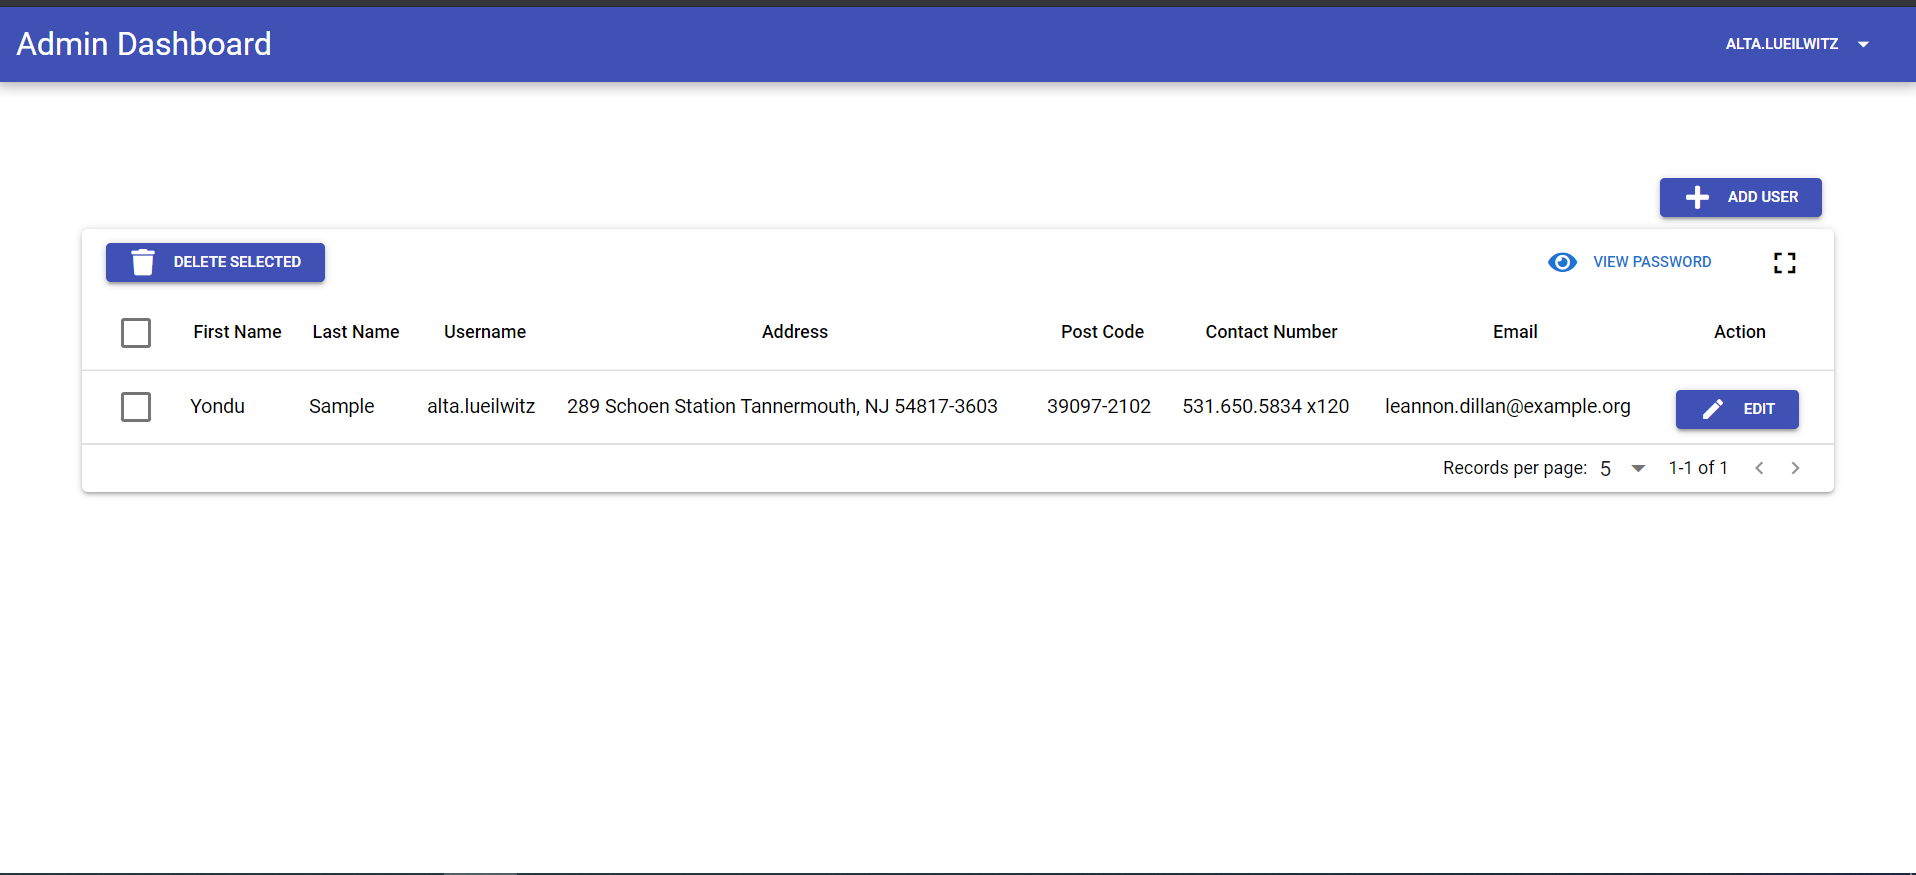 Admin Dashboard
ALTA.LUEILWITZ
ADD USER
DELETE SELECTED
VIEW PASSWORD
First Name Last Name Username Address Post Code Contact Number Email Action
Yondu Sample alta.lueilwitz 289 Schoen Station Tannermouth, NJ 54817-3603 39097-2102 531.650.5834 x120 leannon.dillan@example.org EDIT
Records per page: 5 1-1 of 1